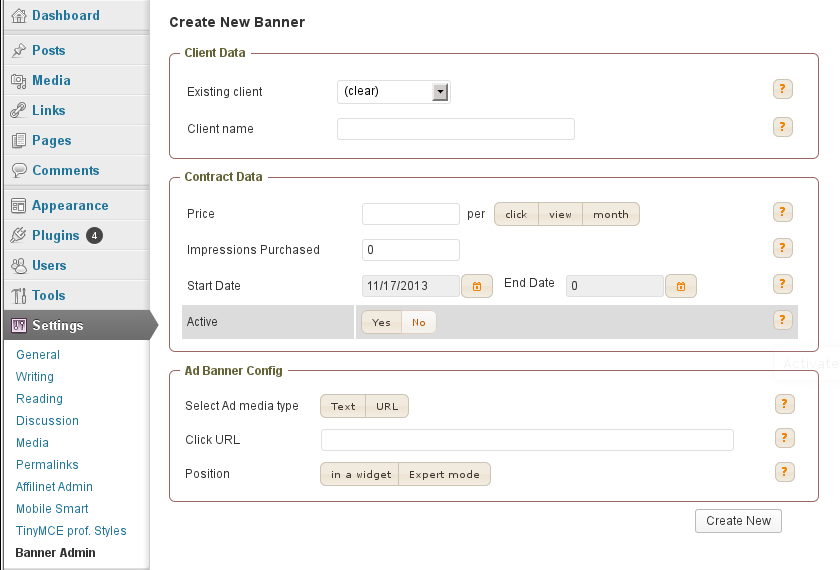 Dashboard
Posts
Media
Links
Pages
Comments
Appearance
Plugins 4
Users
Tools
Settings
General
Writing
Reading
Discussion
Media
Permalinks
Affilinet Admin
Mobile Smart
TinyMCE prof. Styles
Banner Admin
Create New Banner
Client Data
Existing client (clear) ?
Client name ?
Contract Data
Price per click view month ?
Impressions Purchased 0 ?
Start Date 11/17/2013 End Date 0 ?
Active Yes No ?
Activate
Ad Banner Config
Select Ad media type Text URL ?
Click URL ?
Position in a widget Expert mode ?
Create New